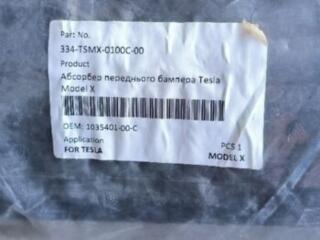 Part No.
334-TSMX-0100C-00
Product
Абсорбер переднього бампера Tesla
Model X
OEM: 1035401-00-C
Application
PCS 1
FOR TESLA
MODEL X